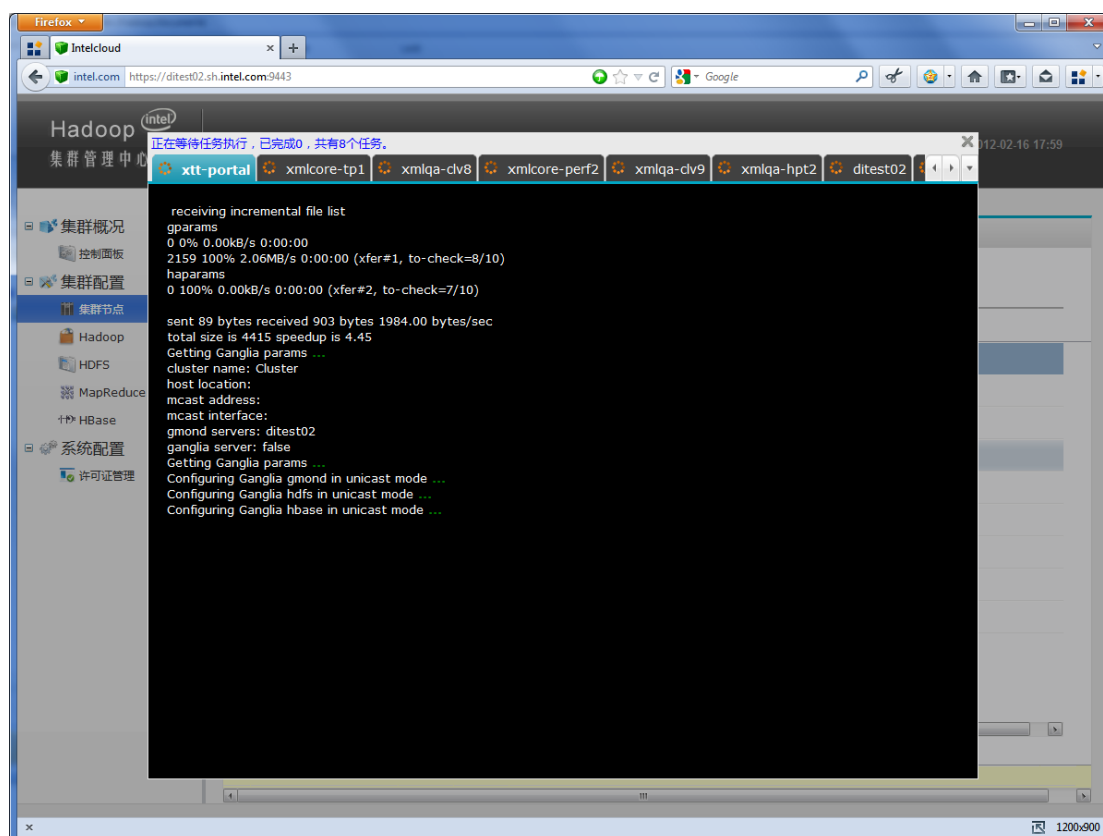 Firefox
Intelcloud
intel.com https://ditest02.sh.intel.com:9443
Google
Hadoop (intel)
集群管理中心
012-02-16 17:59
正在等待任务执行，已完成0，共有8个任务。
xtt-portal xmlcore-tp1 xmlqa-clv8 xmlcore-perf2 xmlqa-clv9 xmlqa-hpt2 ditest02
集群概况
控制面板
集群配置
集群节点
Hadoop
HDFS
MapReduce
HBase
系统配置
许可证管理
receiving incremental file list
gparams
0 0% 0.00kB/s 0:00:00
2159 100% 2.06MB/s 0:00:00 (xfer#1, to-check=8/10)
haparams
0 100% 0.00kB/s 0:00:00 (xfer#2, to-check=7/10)
sent 89 bytes received 903 bytes 1984.00 bytes/sec
total size is 4415 speedup is 4.45
Getting Ganglia params ...
cluster name: Cluster
host location:
mcast address:
mcast interface:
gmond servers: ditest02
ganglia server: false
Getting Ganglia params ...
Configuring Ganglia gmond in unicast mode ...
Configuring Ganglia hdfs in unicast mode ...
Configuring Ganglia hbase in unicast mode ...
1200x900